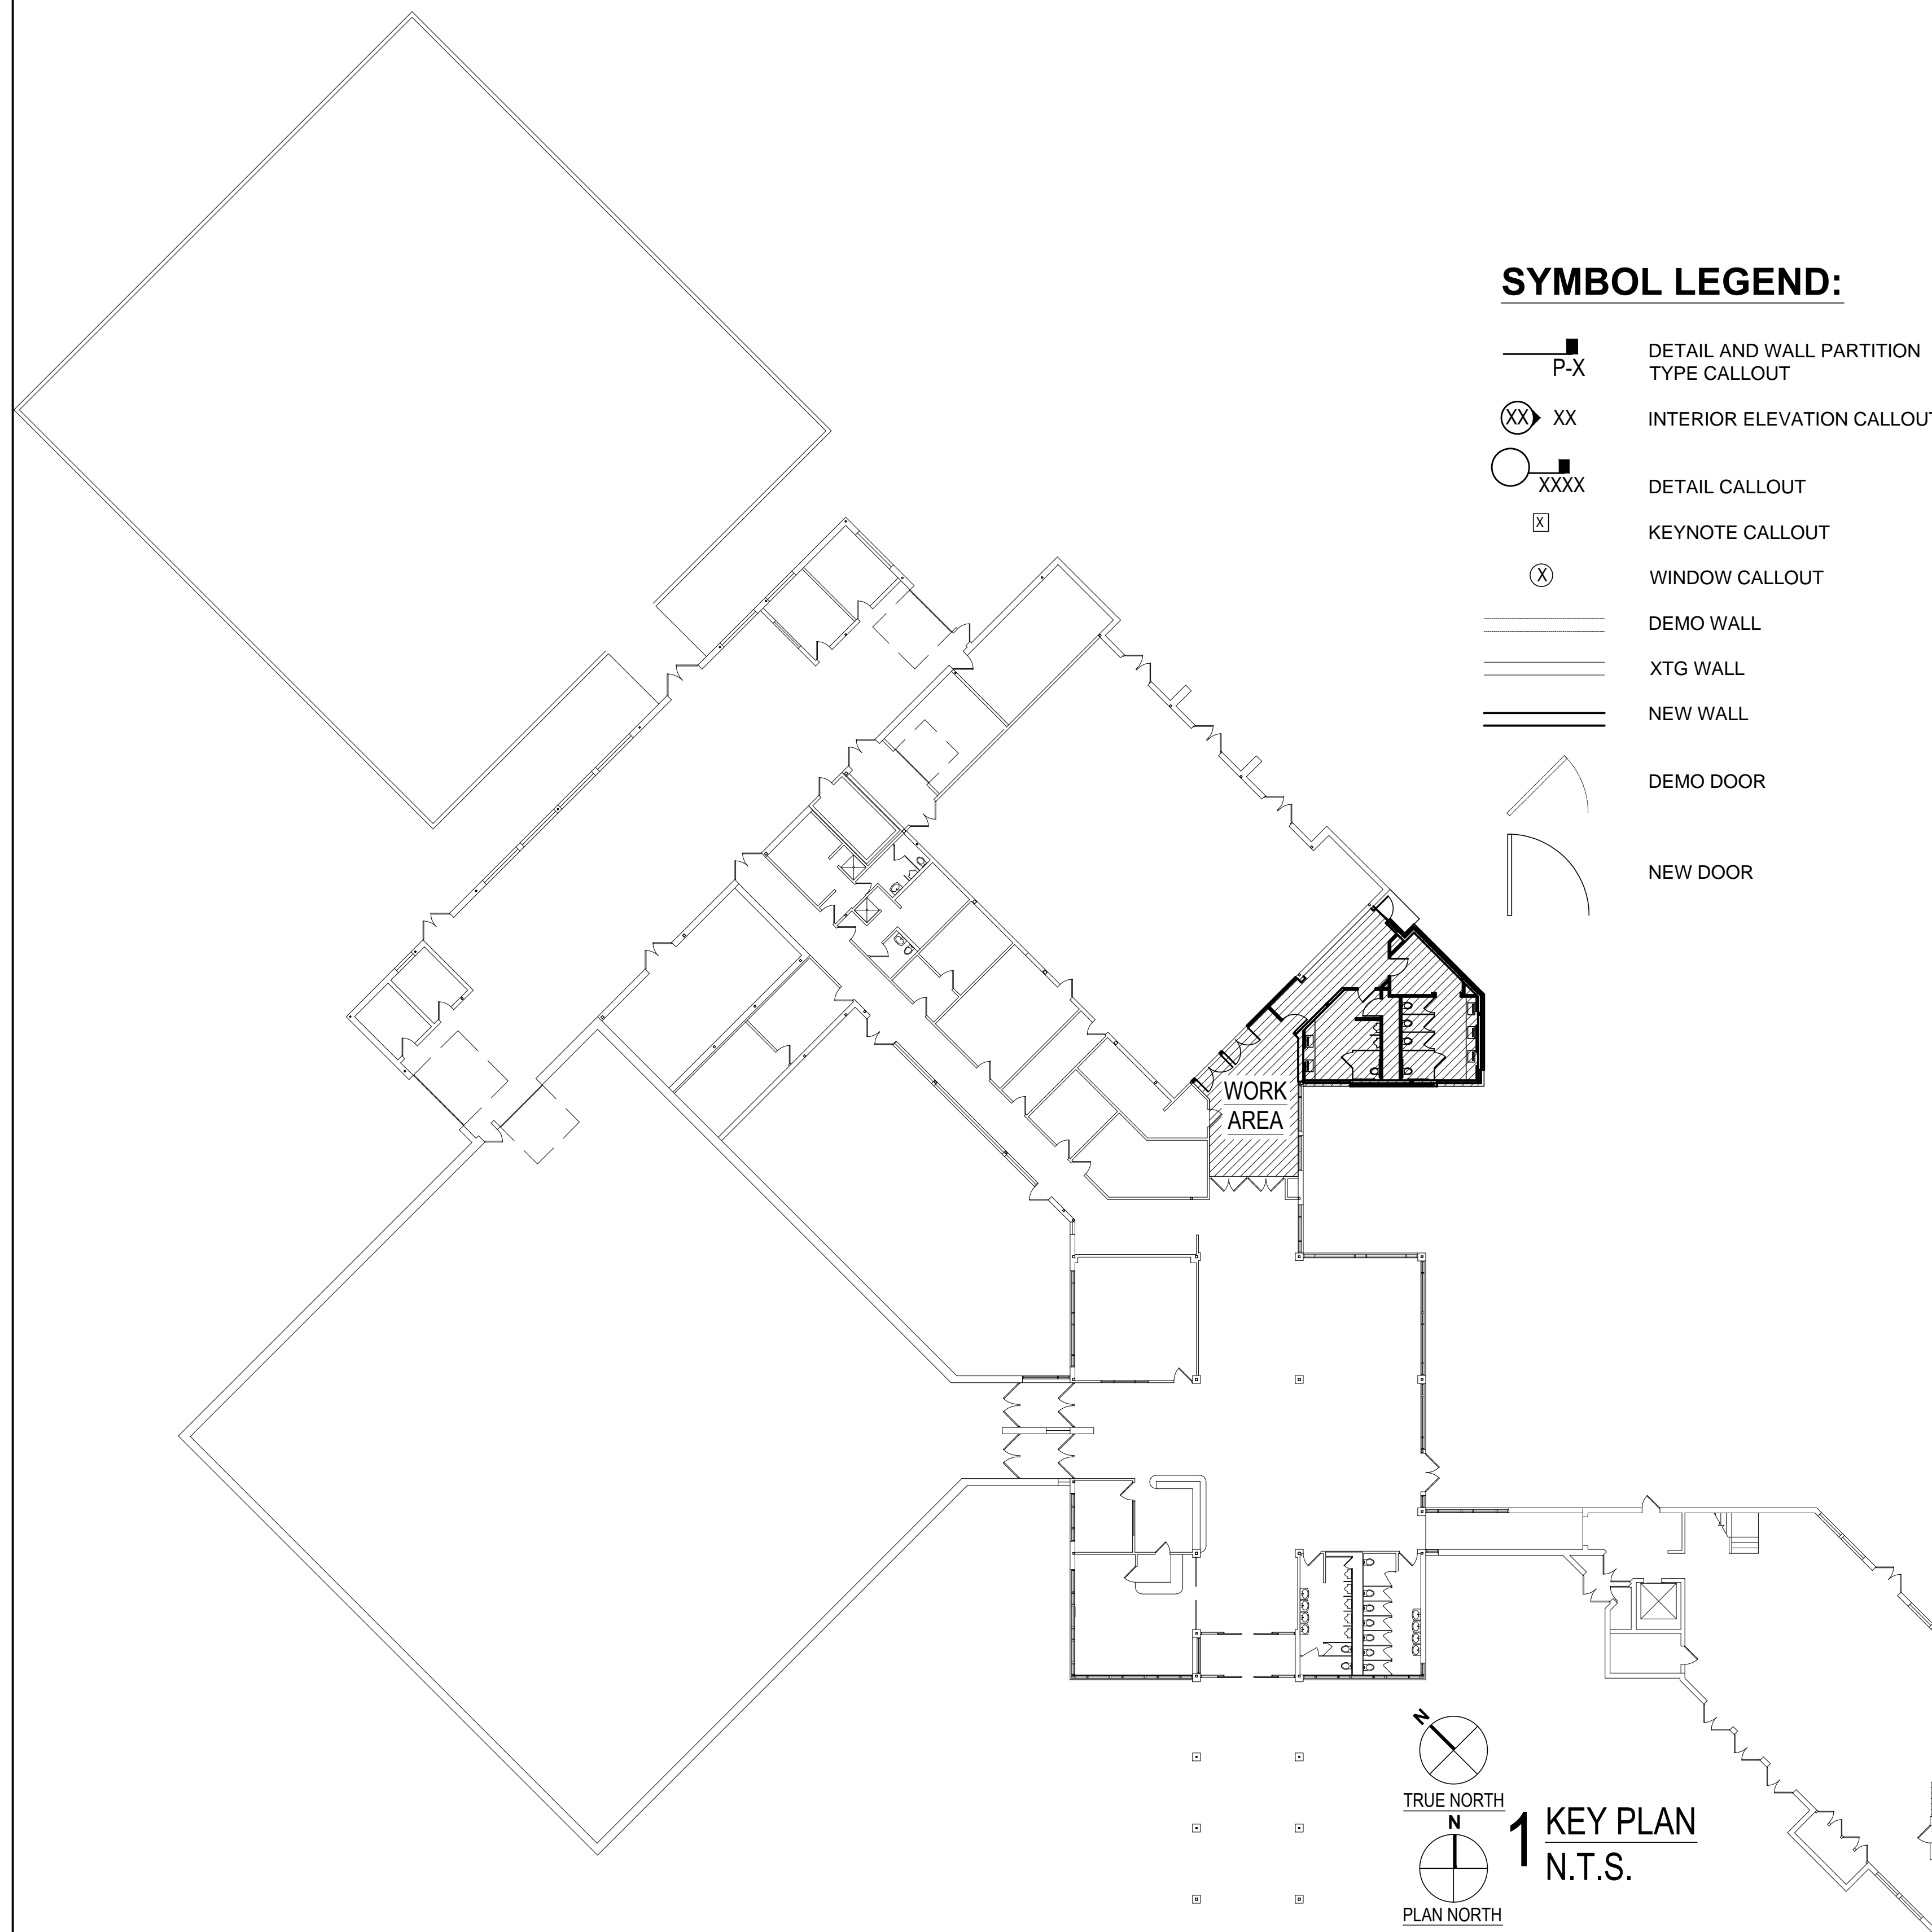 SYMBOL LEGEND:
P-X
DETAIL AND WALL PARTITION
TYPE CALLOUT
XX XX
INTERIOR ELEVATION CALLOUT
XXXX
DETAIL CALLOUT
X
KEYNOTE CALLOUT
X
WINDOW CALLOUT
DEMO WALL
XTG WALL
NEW WALL
DEMO DOOR
NEW DOOR
WORK
AREA
N
TRUE NORTH
N
PLAN NORTH
1 KEY PLAN
N.T.S.